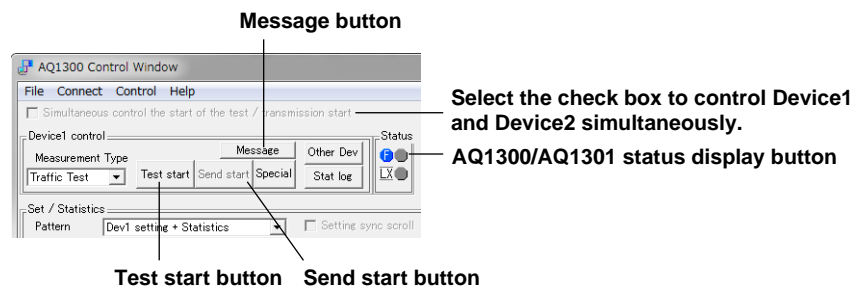 Message button
AQ1300 Control Window
File Connect Control Help
Simultaneous control the start of the test / transmission start
Select the check box to control Device1
and Device2 simultaneously.
Device1 control
Status
Message
Other Dev
F
AQ1300/AQ1301 status display button
Measurement Type
Traffic Test
Test start
Send start
Special
Stat log
LX
Set / Statistics
Pattern
Dev1 setting + Statistics
Setting sync scroll
Test start button
Send start button